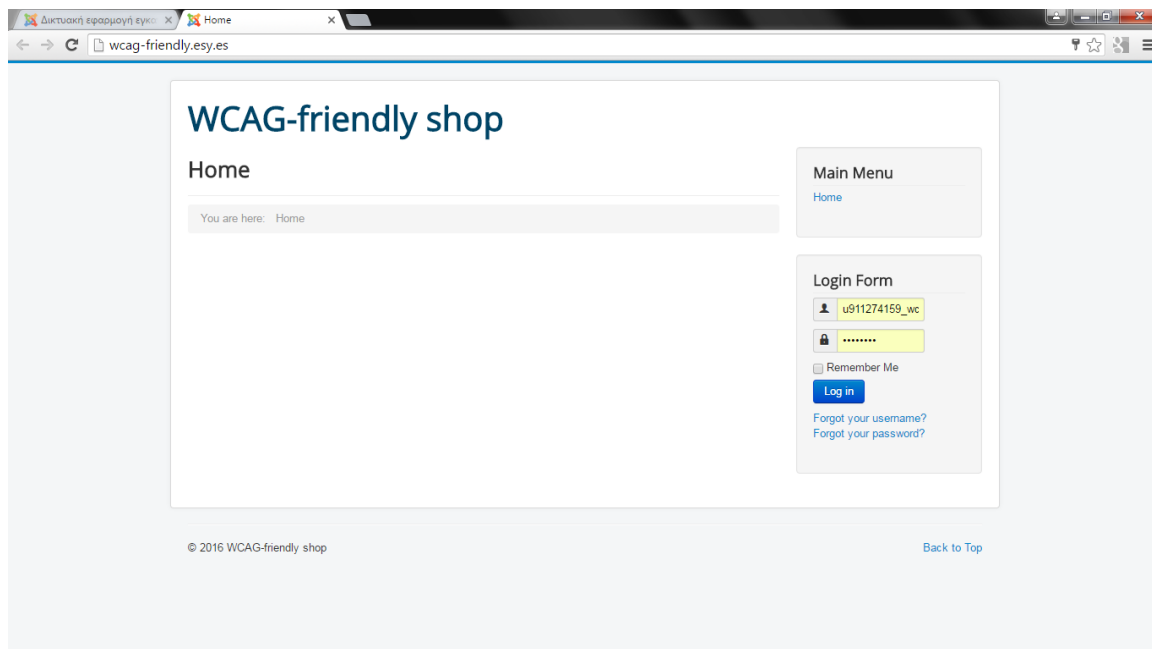 Δικτυακή εφαρμογή εγκα
Home
wcag-friendly.esy.es
WCAG-friendly shop
Home
You are here: Home
Main Menu
Home
Login Form
u911274159_wc
Remember Me
Log in
Forgot your username?
Forgot your password?
© 2016 WCAG-friendly shop
Back to Top